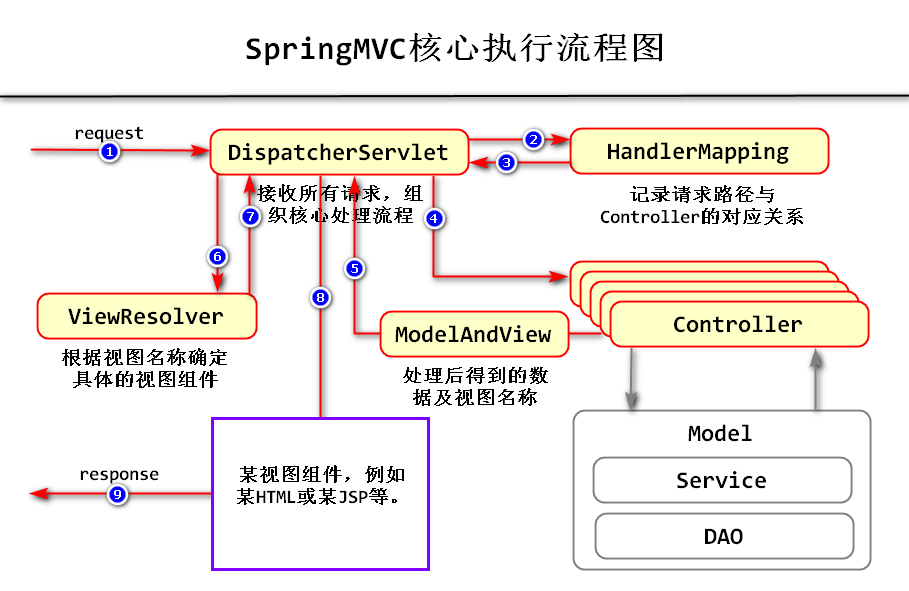 SpringMVC核心执行流程图
request
1
DispatcherServlet
2
3
HandlerMapping
接收所有请求，组
织核心处理流程
记录请求路径与
Controller的对应关系
7
4
6
5
8
ViewResolver
根据视图名称确定
具体的视图组件
ModelAndView
处理后得到的数
据及视图名称
Controller
Model
Service
DAO
某视图组件，例如
某HTML或某JSP等。
response
9